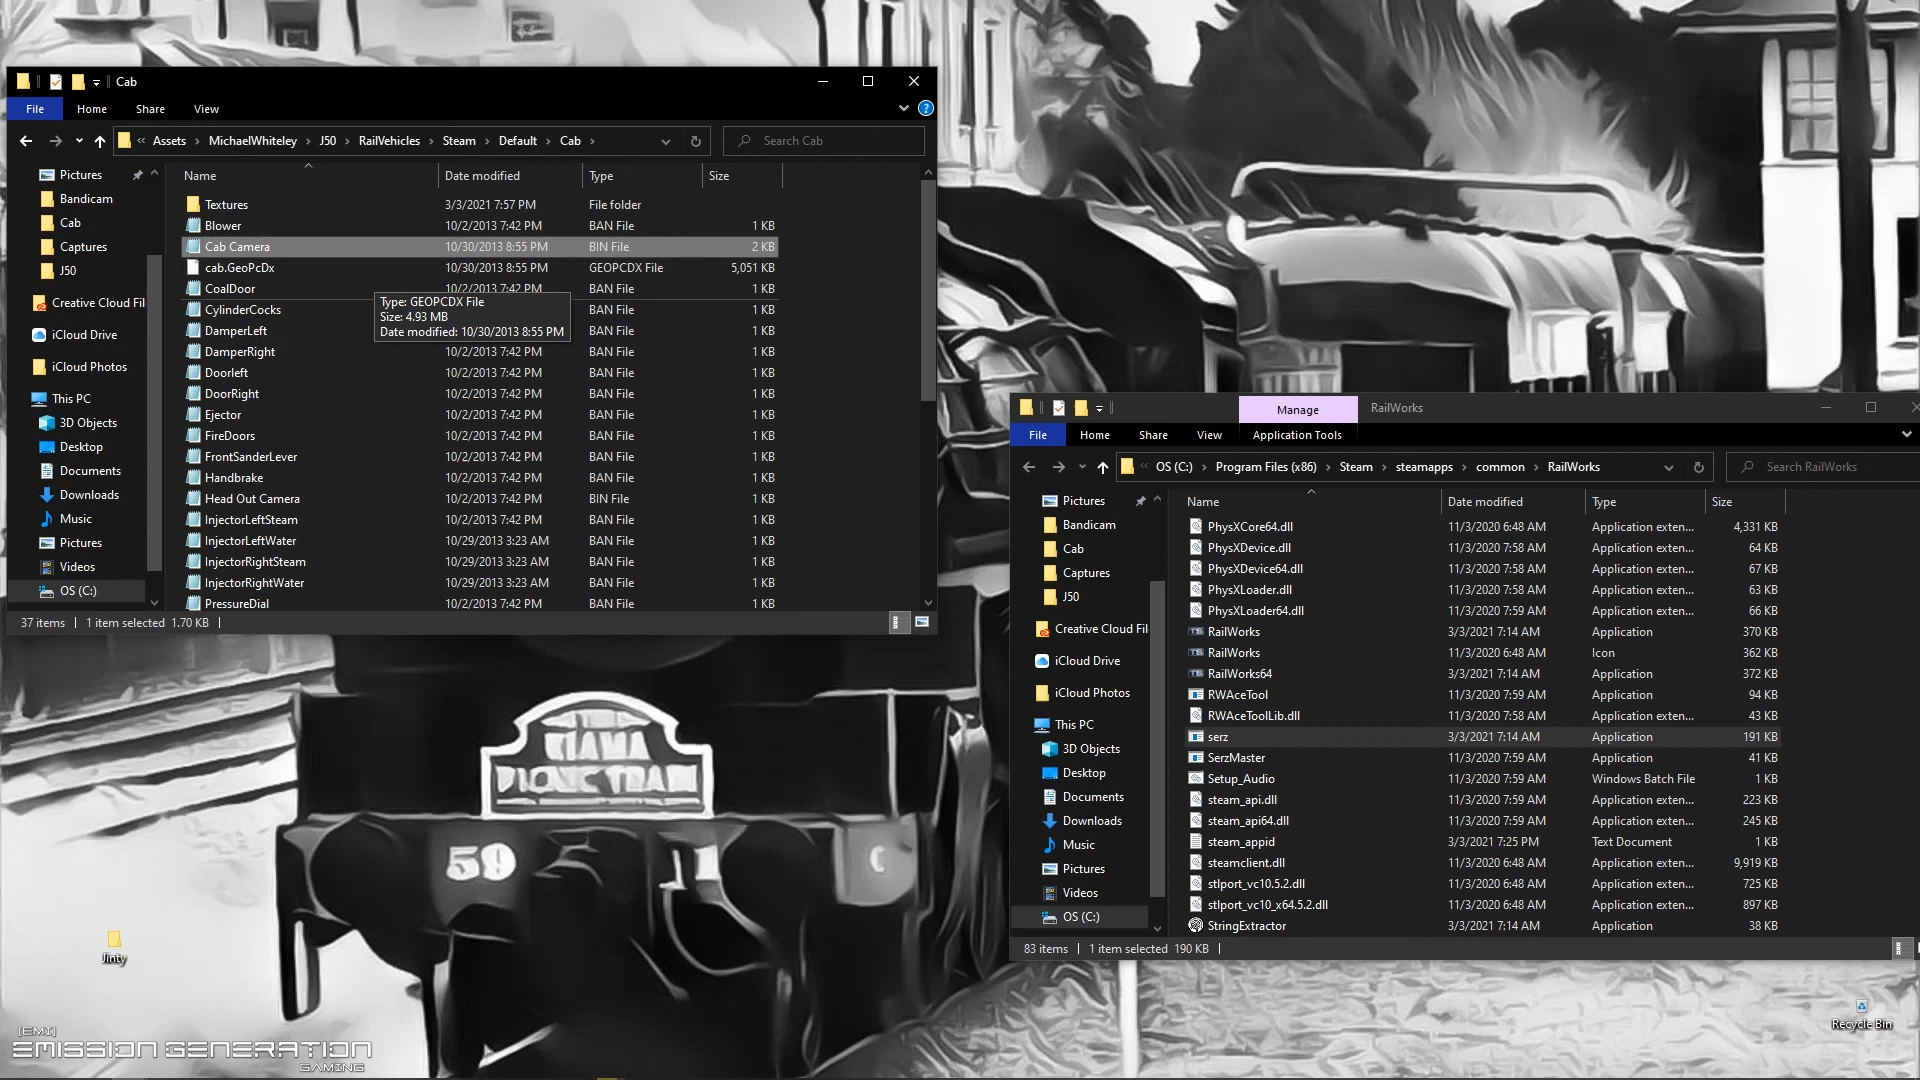 Cab
File Home Share View
« Assets › MichaelWhiteley › J50 › RailVehicles › Steam › Default › Cab ›
Search Cab
Pictures
Bandicam
Cab
Captures
J50
Creative Cloud Fil
iCloud Drive
iCloud Photos
This PC
3D Objects
Desktop
Documents
Downloads
Music
Pictures
Videos
OS (C:)
Name Date modified Type Size
Textures 3/3/2021 7:57 PM File folder
Blower 10/2/2013 7:42 PM BAN File 1 KB
Cab Camera 10/30/2013 8:55 PM BIN File 2 KB
cab.GeoPcDx 10/30/2013 8:55 PM GEOPCDX File 5,051 KB
CoalDoor 10/2/2013 7:42 PM BAN File 1 KB
Type: GEOPCDX File
Size: 4.93 MB
Date modified: 10/30/2013 8:55 PM
CylinderCocks BAN File 1 KB
DamperLeft BAN File 1 KB
DamperRight 10/2/2013 7:42 PM BAN File 1 KB
Doorleft 10/2/2013 7:42 PM BAN File 1 KB
DoorRight 10/2/2013 7:42 PM BAN File 1 KB
Ejector 10/2/2013 7:42 PM BAN File 1 KB
FireDoors 10/2/2013 7:42 PM BAN File 1 KB
FrontSanderLever 10/2/2013 7:42 PM BAN File 1 KB
Handbrake 10/2/2013 7:42 PM BAN File 1 KB
Head Out Camera 10/2/2013 7:42 PM BIN File 1 KB
InjectorLeftSteam 10/2/2013 7:42 PM BAN File 1 KB
InjectorLeftWater 10/29/2013 3:23 AM BAN File 1 KB
InjectorRightSteam 10/29/2013 3:23 AM BAN File 1 KB
InjectorRightWater 10/29/2013 3:23 AM BAN File 1 KB
PressureDial 10/2/2013 7:42 PM BAN File 1 KB
37 items 1 item selected 1.70 KB
Manage RailWorks
File Home Share View Application Tools
« OS (C:) › Program Files (x86) › Steam › steamapps › common › RailWorks
Search RailWorks
Pictures
Bandicam
Cab
Captures
J50
Creative Cloud Fil
iCloud Drive
iCloud Photos
This PC
3D Objects
Desktop
Documents
Downloads
Music
Pictures
Videos
OS (C:)
Name Date modified Type Size
PhysXCore64.dll 11/3/2020 6:48 AM Application exten... 4,331 KB
PhysXDevice.dll 11/3/2020 7:58 AM Application exten... 64 KB
PhysXDevice64.dll 11/3/2020 7:58 AM Application exten... 67 KB
PhysXLoader.dll 11/3/2020 7:58 AM Application exten... 63 KB
PhysXLoader64.dll 11/3/2020 7:59 AM Application exten... 66 KB
RailWorks 3/3/2021 7:14 AM Application 370 KB
RailWorks 11/3/2020 6:48 AM Icon 362 KB
RailWorks64 3/3/2021 7:14 AM Application 372 KB
RWAceTool 11/3/2020 7:59 AM Application exten... 94 KB
RWAceToolLib.dll 11/3/2020 7:58 AM Application exten... 43 KB
serz 3/3/2021 7:14 AM Application 191 KB
SerzMaster 11/3/2020 7:59 AM Application 41 KB
Setup_Audio 11/3/2020 7:59 AM Windows Batch File 1 KB
steam_api.dll 11/3/2020 7:59 AM Application exten... 223 KB
steam_api64.dll 11/3/2020 7:59 AM Application exten... 245 KB
steam_appid 3/3/2021 7:25 PM Text Document 1 KB
steamclient.dll 11/3/2020 6:48 AM Application exten... 9,919 KB
stlport_vc10.5.2.dll 11/3/2020 6:48 AM Application exten... 725 KB
stlport_vc10_x64.5.2.dll 11/3/2020 6:48 AM Application exten... 897 KB
StringExtractor 3/3/2021 7:14 AM Application 38 KB
83 items 1 item selected 190 KB
59
Jinty
Recycle Bin
[EMI]
EMISSION GENERATION
GAMING